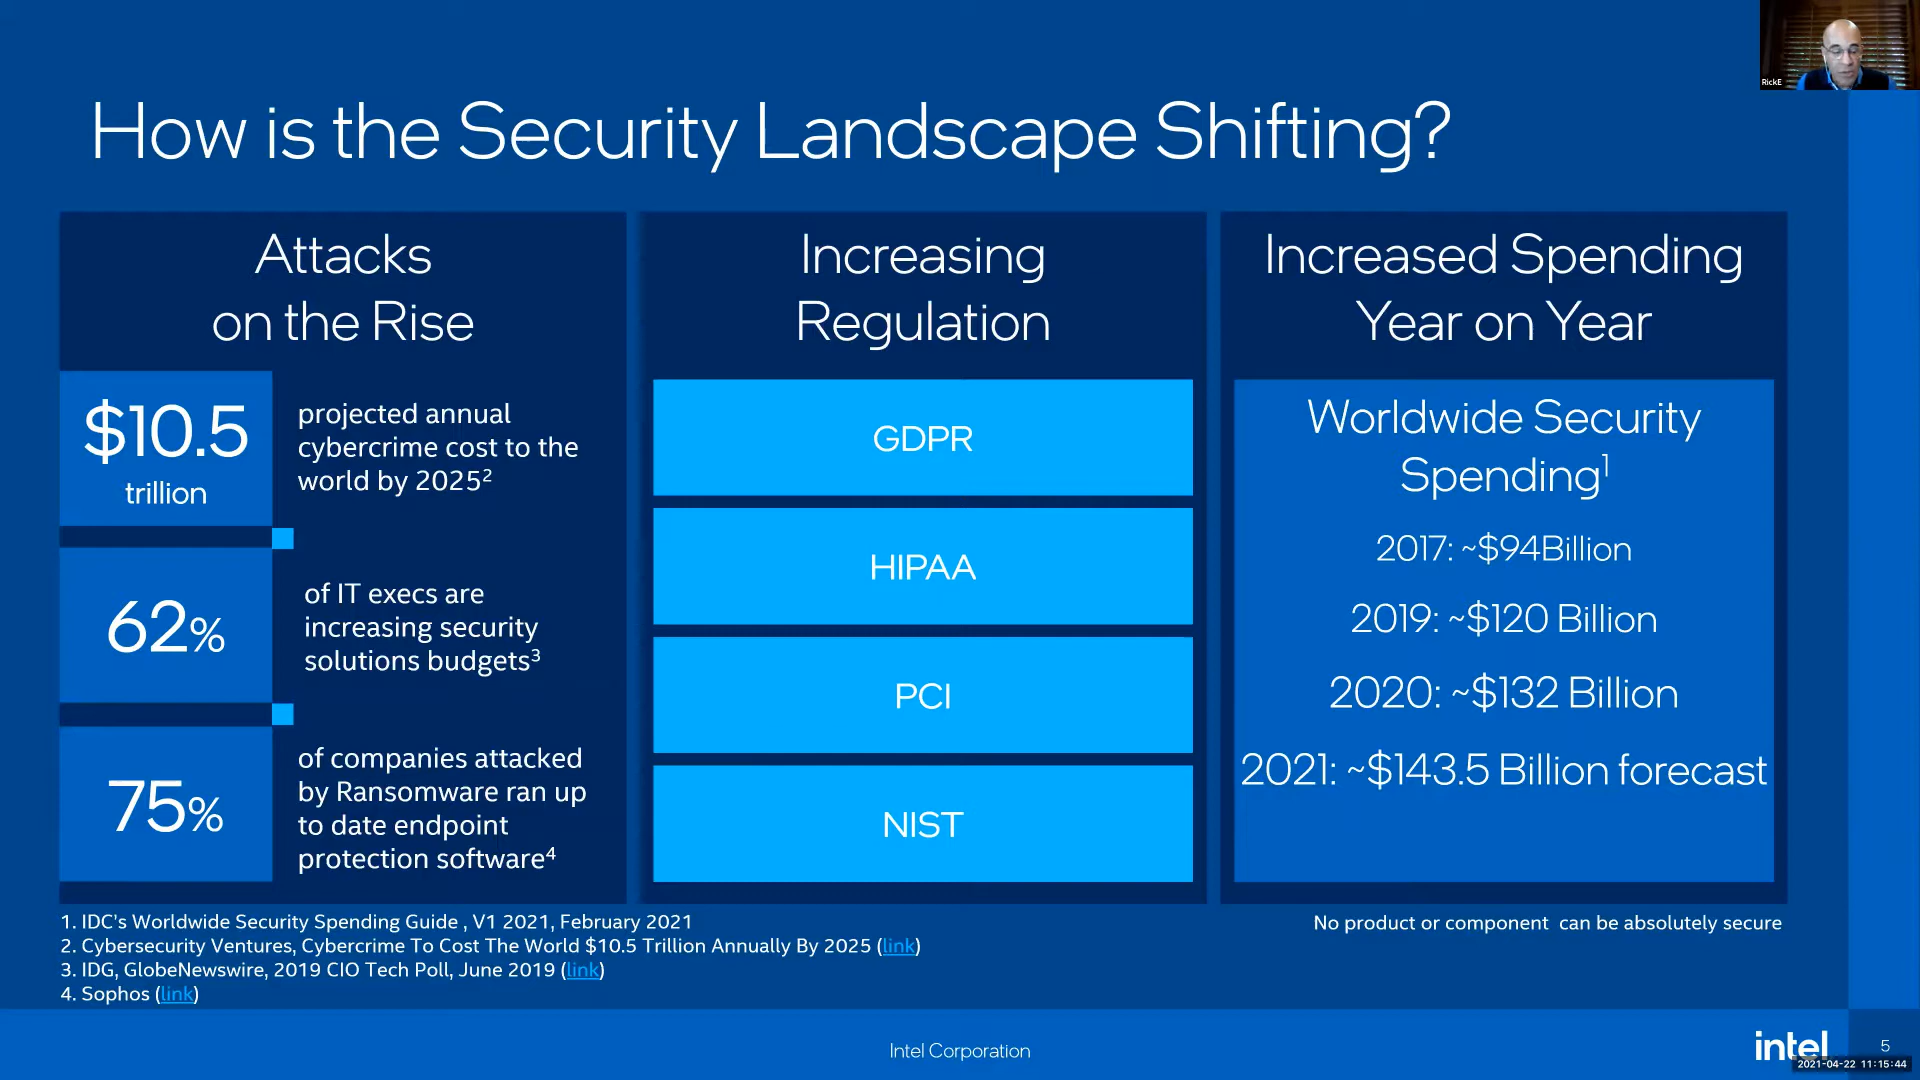 RickE
How is the Security Landscape Shifting?
Attacks
on the Rise
$10.5
trillion
projected annual
cybercrime cost to the
world by 2025²
62%
of IT execs are
increasing security
solutions budgets³
75%
of companies attacked
by Ransomware ran up
to date endpoint
protection software⁴
Increasing
Regulation
GDPR
HIPAA
PCI
NIST
Increased Spending
Year on Year
Worldwide Security
Spending¹
2017: ~$94Billion
2019: ~$120 Billion
2020: ~$132 Billion
2021: ~$143.5 Billion forecast
1. IDC’s Worldwide Security Spending Guide , V1 2021, February 2021
2. Cybersecurity Ventures, Cybercrime To Cost The World $10.5 Trillion Annually By 2025 (link)
3. IDG, GlobeNewswire, 2019 CIO Tech Poll, June 2019 (link)
4. Sophos (link)
No product or component can be absolutely secure
Intel Corporation
intel
5
2021-04-22 11:15:44